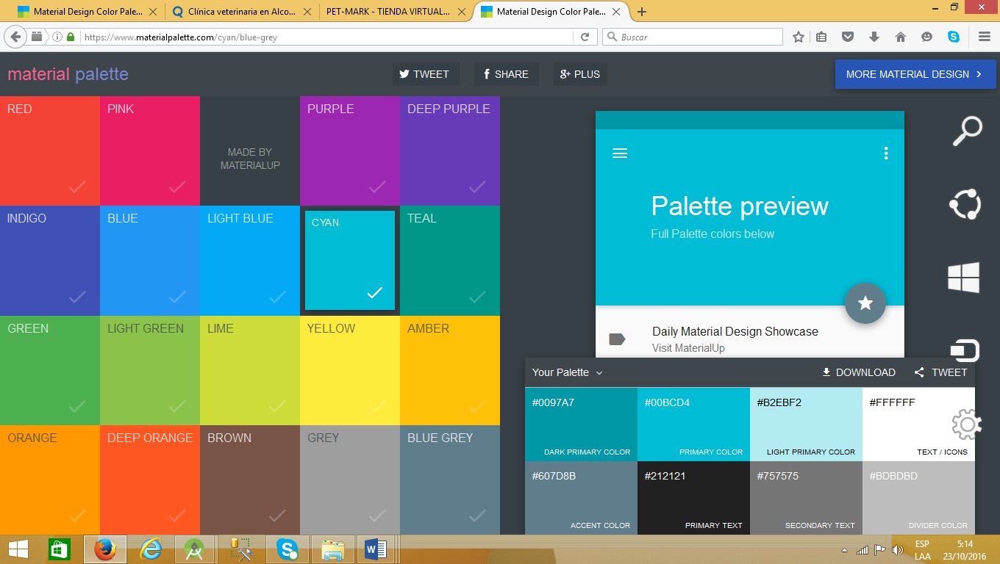 Material Design Color Pale...
Clínica veterinaria en Alco...
PET-MARK - TIENDA VIRTUAL...
Material Design Color Pale...
https://www.materialpalette.com/cyan/blue-grey
Buscar
material palette
TWEET
SHARE
g+ PLUS
MORE MATERIAL DESIGN
RED
PINK
MADE BY
MATERIALUP
PURPLE
DEEP PURPLE
INDIGO
BLUE
LIGHT BLUE
CYAN
TEAL
GREEN
LIGHT GREEN
LIME
YELLOW
AMBER
ORANGE
DEEP ORANGE
BROWN
GREY
BLUE GREY
Palette preview
Full Palette colors below
Daily Material Design Showcase
Visit MaterialUp
Your Palette
DOWNLOAD
TWEET
#0097A7
DARK PRIMARY COLOR
#00BCD4
PRIMARY COLOR
#B2EBF2
LIGHT PRIMARY COLOR
#FFFFFF
TEXT / ICONS
#607D8B
ACCENT COLOR
#212121
PRIMARY TEXT
#757575
SECONDARY TEXT
#BDBDBD
DIVIDER COLOR
ESP
LAA
5:14
23/10/2016